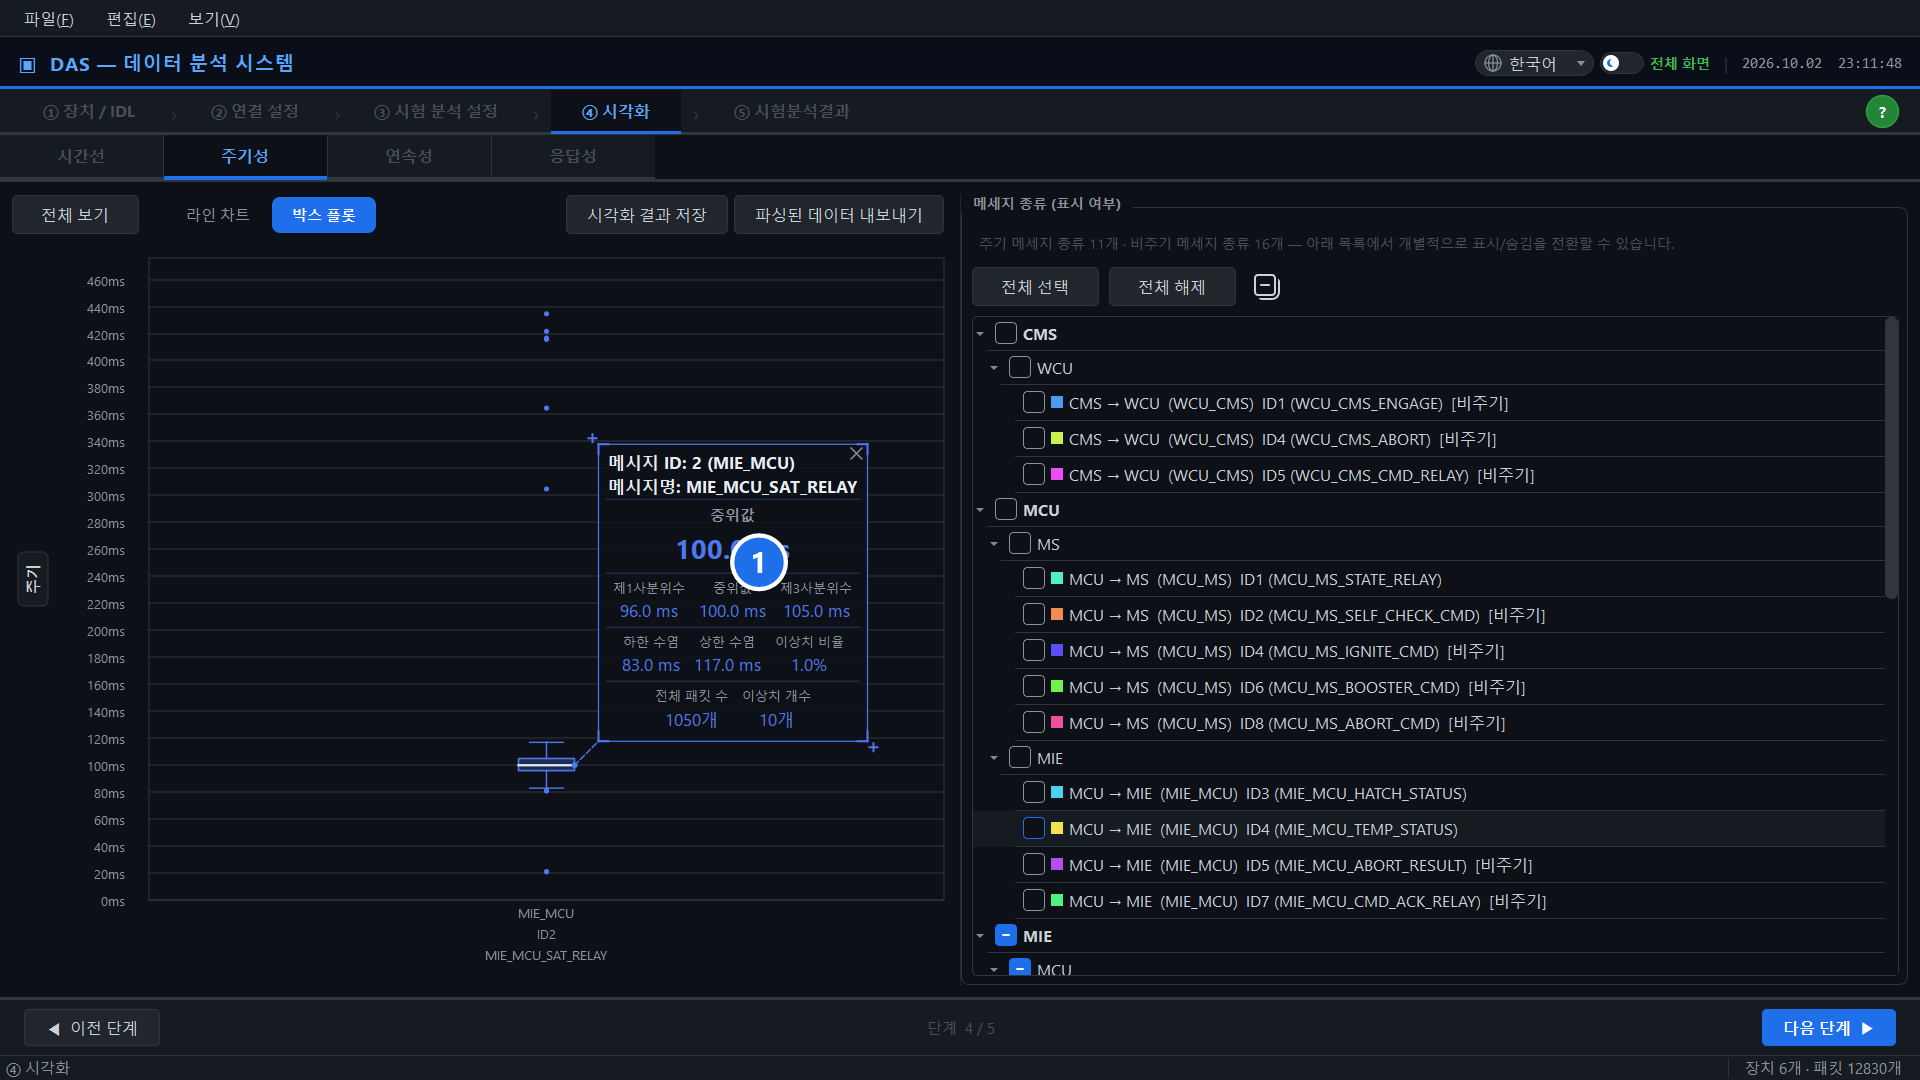 파일(F) 편집(E) 보기(V)
DAS — 데이터 분석 시스템
한국어
전체 화면
2026.10.02 23:11:48
① 장치 / IDL › ② 연결 설정 › ③ 시험 분석 설정 › ④ 시각화 › ⑤ 시험분석결과
?
시간선 주기성 연속성 응답성
전체 보기 라인 차트 박스 플롯 시각화 결과 저장 파싱된 데이터 내보내기
460ms
440ms
420ms
400ms
380ms
360ms
340ms
320ms
300ms
280ms
260ms
240ms
220ms
200ms
180ms
160ms
140ms
120ms
100ms
80ms
60ms
40ms
20ms
0ms
주기
메시지 ID: 2 (MIE_MCU)
메시지명: MIE_MCU_SAT_RELAY
중위값
100.
1
제1사분위수 중위값 제3사분위수
96.0 ms 100.0 ms 105.0 ms
하한 수염 상한 수염 이상치 비율
83.0 ms 117.0 ms 1.0%
전체 패킷 수 이상치 개수
1050개 10개
MIE_MCU
ID2
MIE_MCU_SAT_RELAY
메세지 종류 (표시 여부)
주기 메세지 종류 11개 · 비주기 메세지 종류 16개 — 아래 목록에서 개별적으로 표시/숨김을 전환할 수 있습니다.
전체 선택 전체 해제
CMS
WCU
CMS → WCU (WCU_CMS) ID1 (WCU_CMS_ENGAGE) [비주기]
CMS → WCU (WCU_CMS) ID4 (WCU_CMS_ABORT) [비주기]
CMS → WCU (WCU_CMS) ID5 (WCU_CMS_CMD_RELAY) [비주기]
MCU
MS
MCU → MS (MCU_MS) ID1 (MCU_MS_STATE_RELAY)
MCU → MS (MCU_MS) ID2 (MCU_MS_SELF_CHECK_CMD) [비주기]
MCU → MS (MCU_MS) ID4 (MCU_MS_IGNITE_CMD) [비주기]
MCU → MS (MCU_MS) ID6 (MCU_MS_BOOSTER_CMD) [비주기]
MCU → MS (MCU_MS) ID8 (MCU_MS_ABORT_CMD) [비주기]
MIE
MCU → MIE (MIE_MCU) ID3 (MIE_MCU_HATCH_STATUS)
MCU → MIE (MIE_MCU) ID4 (MIE_MCU_TEMP_STATUS)
MCU → MIE (MIE_MCU) ID5 (MIE_MCU_ABORT_RESULT) [비주기]
MCU → MIE (MIE_MCU) ID7 (MIE_MCU_CMD_ACK_RELAY) [비주기]
MIE
MCU
◀ 이전 단계
단계 4 / 5
다음 단계 ▶
④ 시각화
장치 6개 · 패킷 12830개